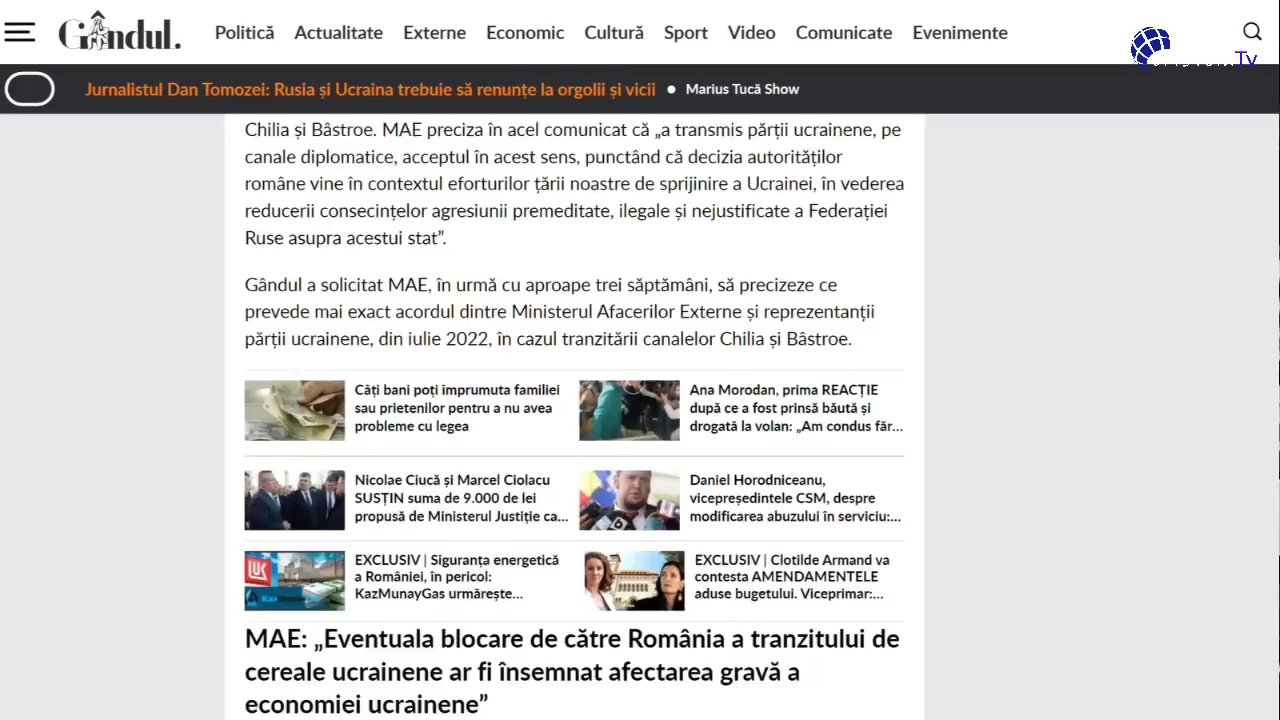 Gândul.
Politică Actualitate Externe Economic Cultură Sport Video Comunicate Evenimente
Tv
Jurnalistul Dan Tomozei: Rusia și Ucraina trebuie să renunțe la orgolii și vicii ● Marius Tucă Show
Chilia și Bâstroe. MAE preciza în acel comunicat că „a transmis părții ucrainene, pe
canale diplomatice, acceptul în acest sens, punctând că decizia autorităților
române vine în contextul eforturilor țării noastre de sprijinire a Ucrainei, în vederea
reducerii consecințelor agresiunii premeditate, ilegale și nejustificate a Federației
Ruse asupra acestui stat”.
Gândul a solicitat MAE, în urmă cu aproape trei săptămâni, să precizeze ce
prevede mai exact acordul dintre Ministerul Afacerilor Externe și reprezentanții
părții ucrainene, din iulie 2022, în cazul tranzitării canalelor Chilia și Bâstroe.
Câți bani poți împrumuta familiei
sau prietenilor pentru a nu avea
probleme cu legea
Ana Morodan, prima REACȚIE
după ce a fost prinsă băută și
drogată la volan: „Am condus făr...
Nicolae Ciucă și Marcel Ciolacu
SUSȚIN suma de 9.000 de lei
propusă de Ministerul Justiție ca...
Daniel Horodniceanu,
vicepreședintele CSM, despre
modificarea abuzului în serviciu:...
LUK
EXCLUSIV | Siguranța energetică
a României, în pericol:
KazMunayGas urmărește...
EXCLUSIV | Clotilde Armand va
contesta AMENDAMENTELE
aduse bugetului. Viceprimar:...
MAE: „Eventuala blocare de către România a tranzitului de
cereale ucrainene ar fi însemnat afectarea gravă a
economiei ucrainene”